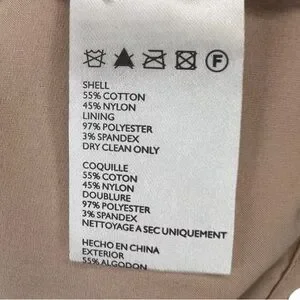 F
SHELL
55% COTTON
45% NYLON
LINING
97% POLYESTER
3% SPANDEX
DRY CLEAN ONLY
COQUILLE
55% COTON
45% NYLON
DOUBLURE
97% POLYESTER
3% SPANDEX
NETTOYAGE A SEC UNIQUEMENT
HECHO EN CHINA
EXTERIOR
55% ALGODON